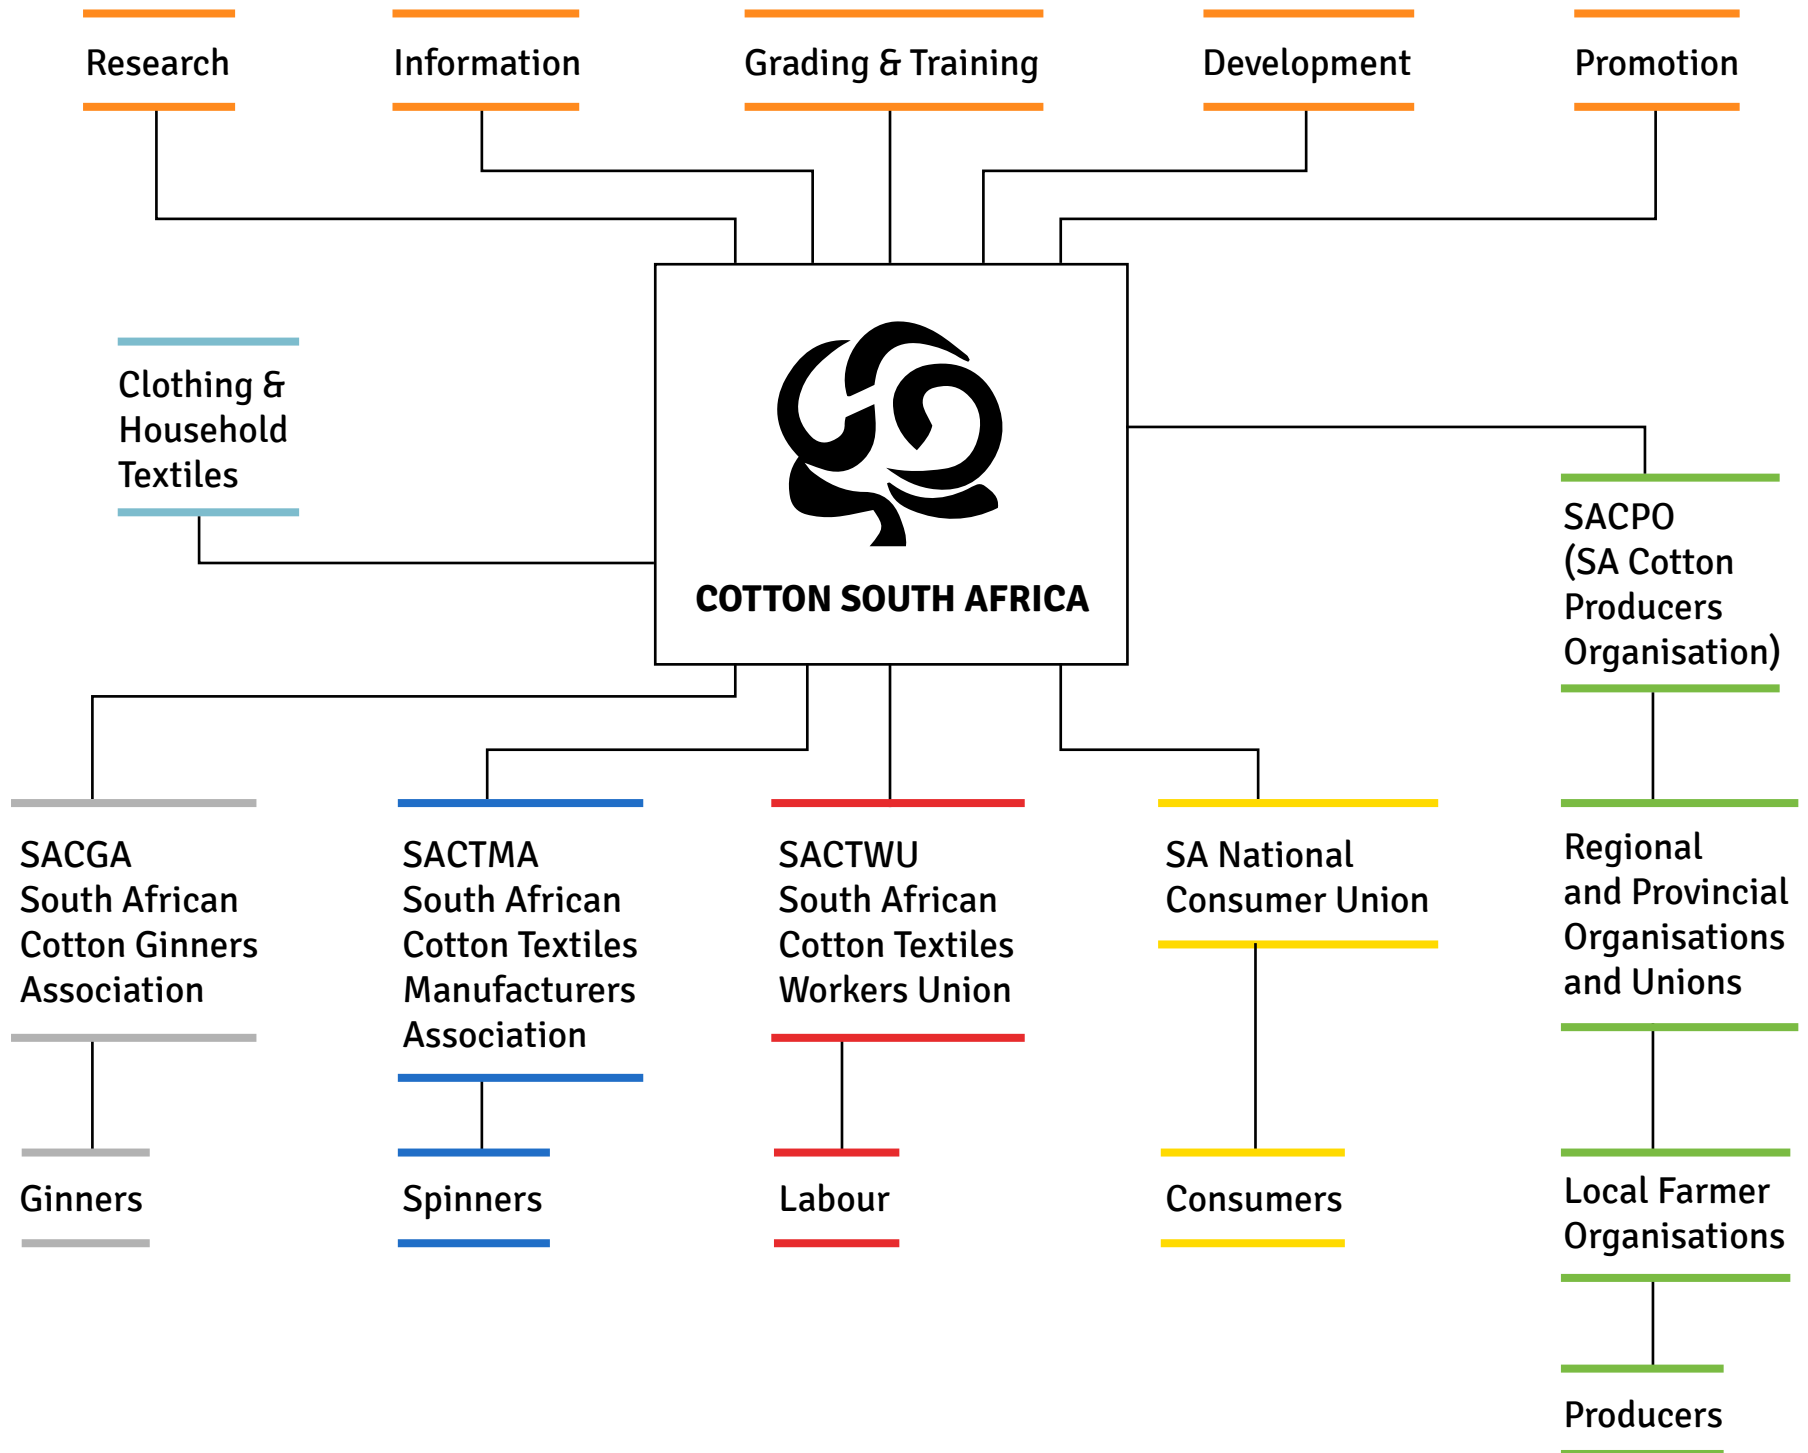 Research
Information
Grading & Training
Development
Promotion
Clothing &
Household
Textiles
COTTON SOUTH AFRICA
SACPO
(SA Cotton
Producers
Organisation)
SACGA
South African
Cotton Ginners
Association
SACTMA
South African
Cotton Textiles
Manufacturers
Association
SACTWU
South African
Cotton Textiles
Workers Union
SA National
Consumer Union
Regional
and Provincial
Organisations
and Unions
Ginners
Spinners
Labour
Consumers
Local Farmer
Organisations
Producers